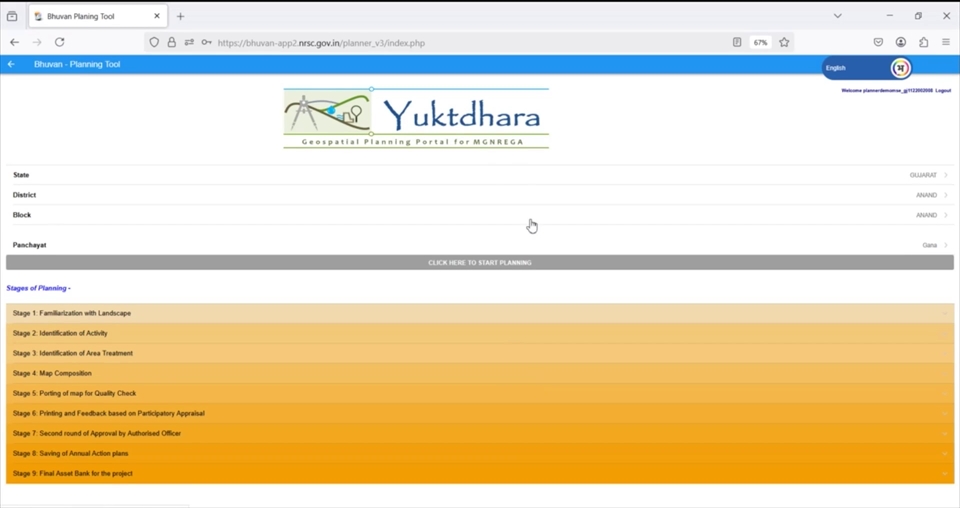 Bhuvan Planing Tool
https://bhuvan-app2.nrsc.gov.in/planner_v3/index.php
67%
Bhuvan - Planning Tool
English
अ
Logout
Yuktdhara
Geospatial Planning Portal for MGNREGA
State GUJARAT
District ANAND
Block ANAND
Panchayat Gana
CLICK HERE TO START PLANNING
Stages of Planning -
Stage 1: Familiarization with Landscape
Stage 2: Identification of Activity
Stage 3: Identification of Area Treatment
Stage 4: Map Composition
Stage 5: Porting of map for Quality Check
Stage 6: Printing and Feedback based on Participatory Appraisal
Stage 7: Second round of Approval by Authorised Officer
Stage 8: Saving of Annual Action plans
Stage 9: Final Asset Bank for the project